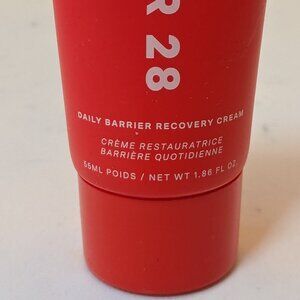 R 28
DAILY BARRIER RECOVERY CREAM
CRÈME RESTAURATRICE
BARRIÈRE QUOTIDIENNE
55ML POIDS / NET WT 1.86 FL OZ.